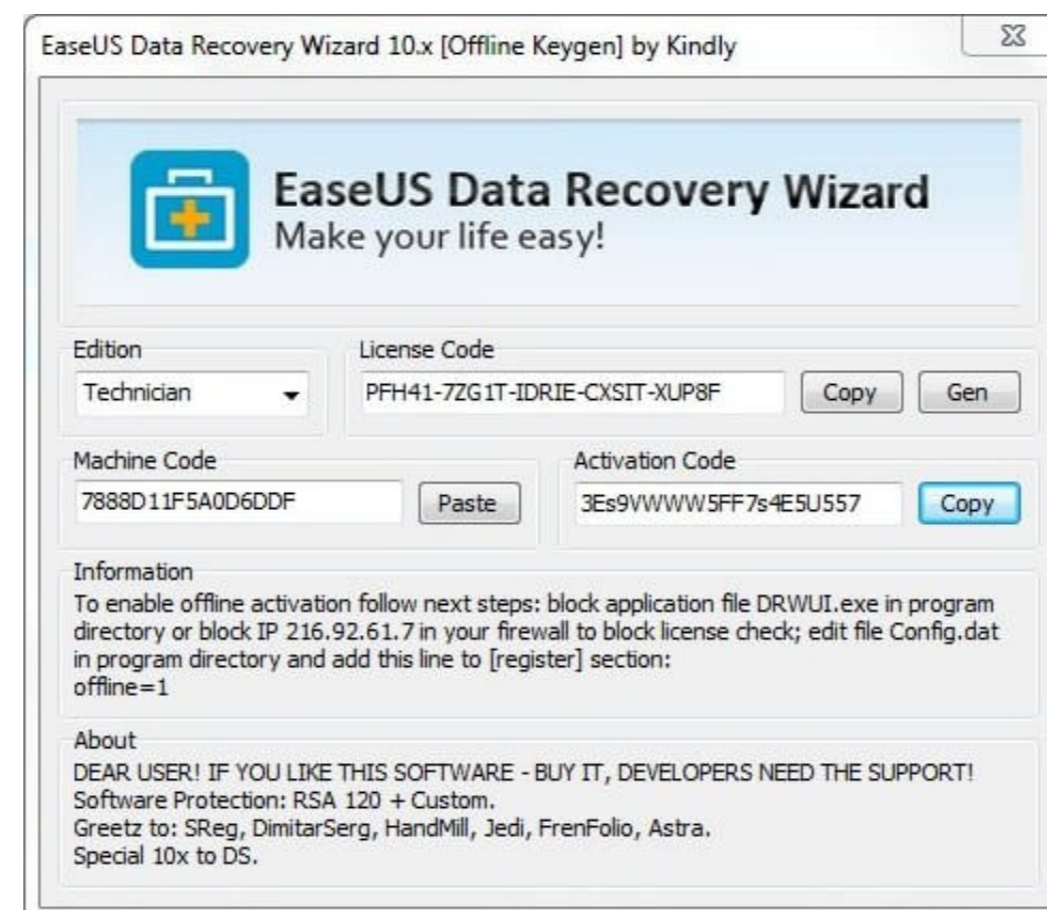 EaseUS Data Recovery Wizard 10.x [Offline Keygen] by Kindly
EaseUS Data Recovery Wizard
Make your life easy!
Edition
License Code
Technician
PFH41-7ZG1T-IDRIE-CXSIT-XUP8F
Copy
Gen
Machine Code
Activation Code
7888D11F5A0D6DDF
Paste
3Es9VWWW5FF7s4E5U557
Copy
Information
To enable offline activation follow next steps: block application file DRWUI.exe in program
directory or block IP 216.92.61.7 in your firewall to block license check; edit file Config.dat
in program directory and add this line to [register] section:
offline=1
About
DEAR USER! IF YOU LIKE THIS SOFTWARE - BUY IT, DEVELOPERS NEED THE SUPPORT!
Software Protection: RSA 120 + Custom.
Greetz to: SReg, DimitarSerg, HandMill, Jedi, FrenFolio, Astra.
Special 10x to DS.